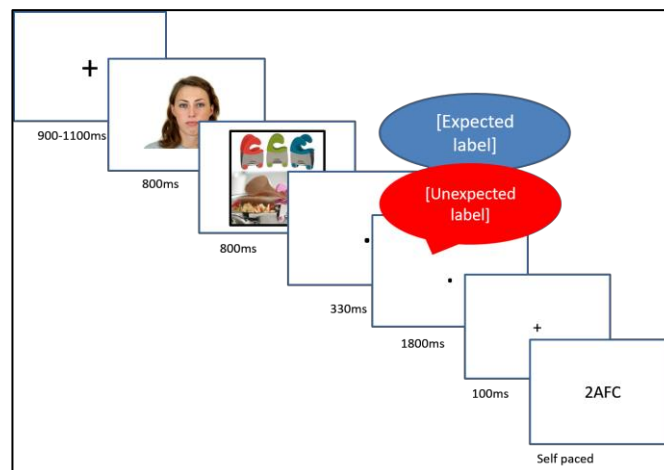 +
900-1100ms
800ms
800ms
[Expected
label]
[Unexpected
label]
330ms
1800ms
+
100ms
2AFC
Self paced